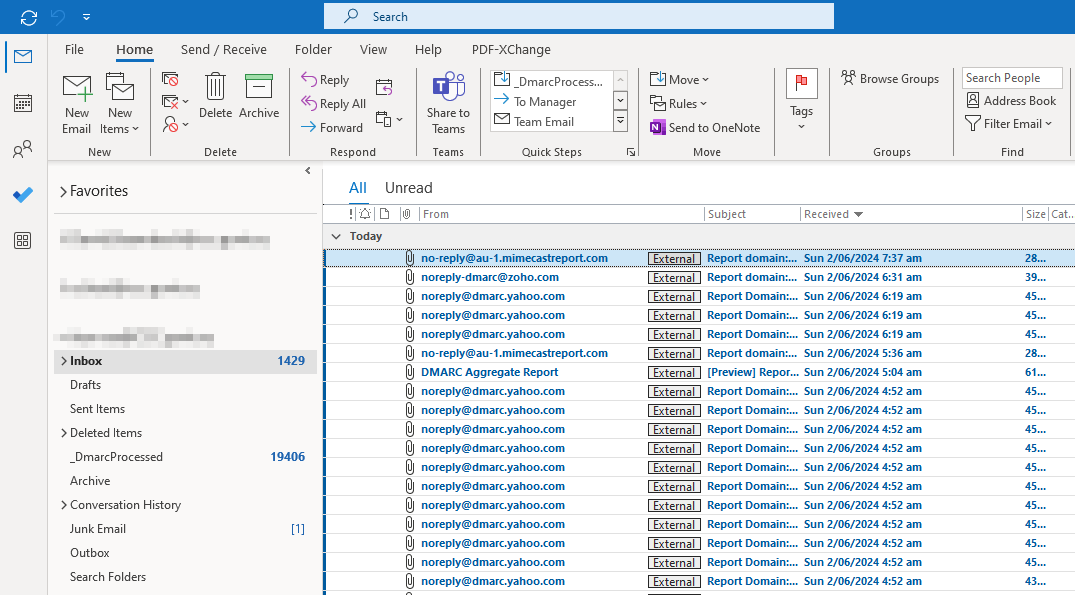 Search
File Home Send / Receive Folder View Help PDF-XChange
New Email
New Items
New
Delete
Archive
Delete
Reply
Reply All
Forward
Respond
Share to Teams
Teams
_DmarcProcess...
To Manager
Team Email
Quick Steps
Move
Rules
Send to OneNote
Move
Tags
Browse Groups
Groups
Search People
Address Book
Filter Email
Find
Favorites
Inbox 1429
Drafts
Sent Items
Deleted Items
_DmarcProcessed 19406
Archive
Conversation History
Junk Email [1]
Outbox
Search Folders
All Unread
! From Subject Received Size Cat...
Today
no-reply@au-1.mimecastreport.com External Report domain:... Sun 2/06/2024 7:37 am 28...
noreply-dmarc@zoho.com External Report Domain:... Sun 2/06/2024 6:31 am 39...
noreply@dmarc.yahoo.com External Report Domain:... Sun 2/06/2024 6:19 am 45...
noreply@dmarc.yahoo.com External Report Domain:... Sun 2/06/2024 6:19 am 45...
noreply@dmarc.yahoo.com External Report Domain:... Sun 2/06/2024 6:19 am 45...
no-reply@au-1.mimecastreport.com External Report domain:... Sun 2/06/2024 5:36 am 28...
DMARC Aggregate Report External [Preview] Repor... Sun 2/06/2024 5:04 am 61...
noreply@dmarc.yahoo.com External Report Domain:... Sun 2/06/2024 4:52 am 45...
noreply@dmarc.yahoo.com External Report Domain:... Sun 2/06/2024 4:52 am 45...
noreply@dmarc.yahoo.com External Report Domain:... Sun 2/06/2024 4:52 am 45...
noreply@dmarc.yahoo.com External Report Domain:... Sun 2/06/2024 4:52 am 45...
noreply@dmarc.yahoo.com External Report Domain:... Sun 2/06/2024 4:52 am 45...
noreply@dmarc.yahoo.com External Report Domain:... Sun 2/06/2024 4:52 am 45...
noreply@dmarc.yahoo.com External Report Domain:... Sun 2/06/2024 4:52 am 45...
noreply@dmarc.yahoo.com External Report Domain:... Sun 2/06/2024 4:52 am 45...
noreply@dmarc.yahoo.com External Report Domain:... Sun 2/06/2024 4:52 am 45...
noreply@dmarc.yahoo.com External Report Domain:... Sun 2/06/2024 4:52 am 45...
noreply@dmarc.yahoo.com External Report Domain:... Sun 2/06/2024 4:52 am 43...